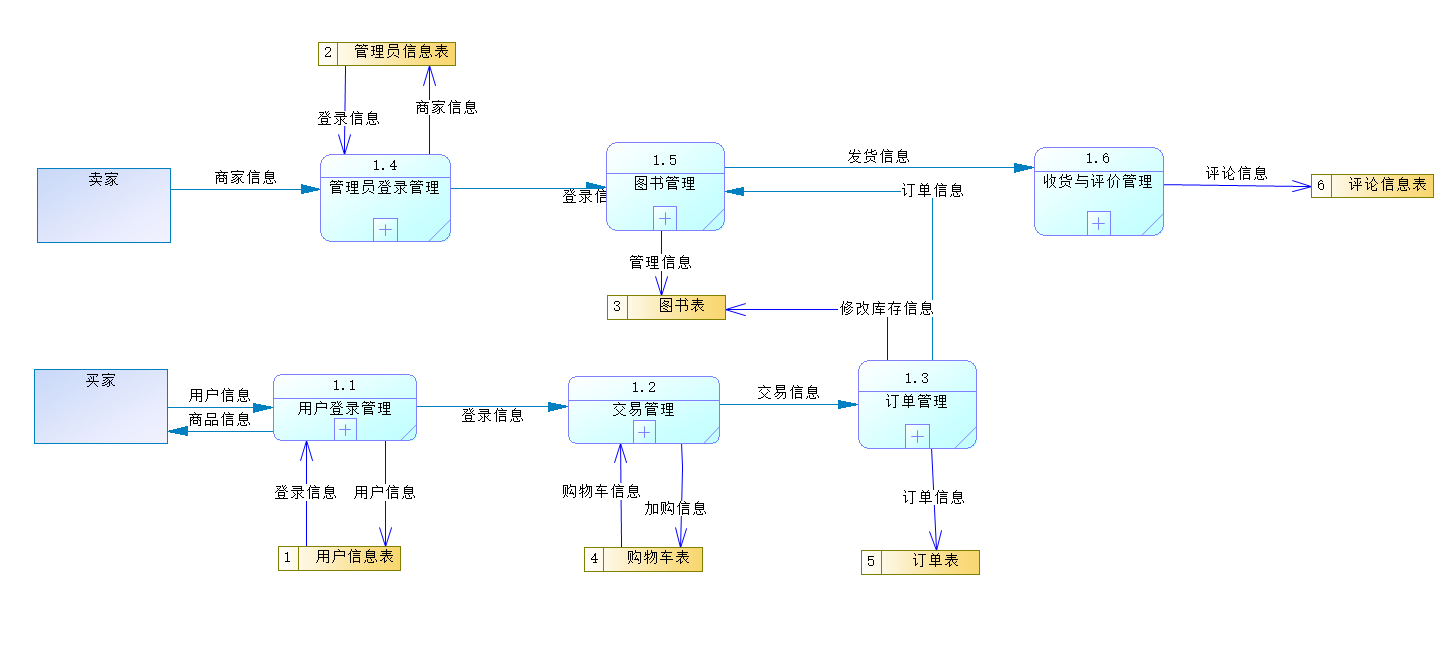 2 管理员信息表
登录信息
商家信息
卖家
商家信息
1.4
管理员登录管理
登录信
1.5
图书管理
发货信息
订单信息
1.6
收货与评价管理
评论信息
6 评论信息表
管理信息
3 图书表
修改库存信息
买家
用户信息
商品信息
1.1
用户登录管理
登录信息
1.2
交易管理
交易信息
1.3
订单管理
登录信息
用户信息
购物车信息
加购信息
订单信息
1 用户信息表
4 购物车表
5 订单表